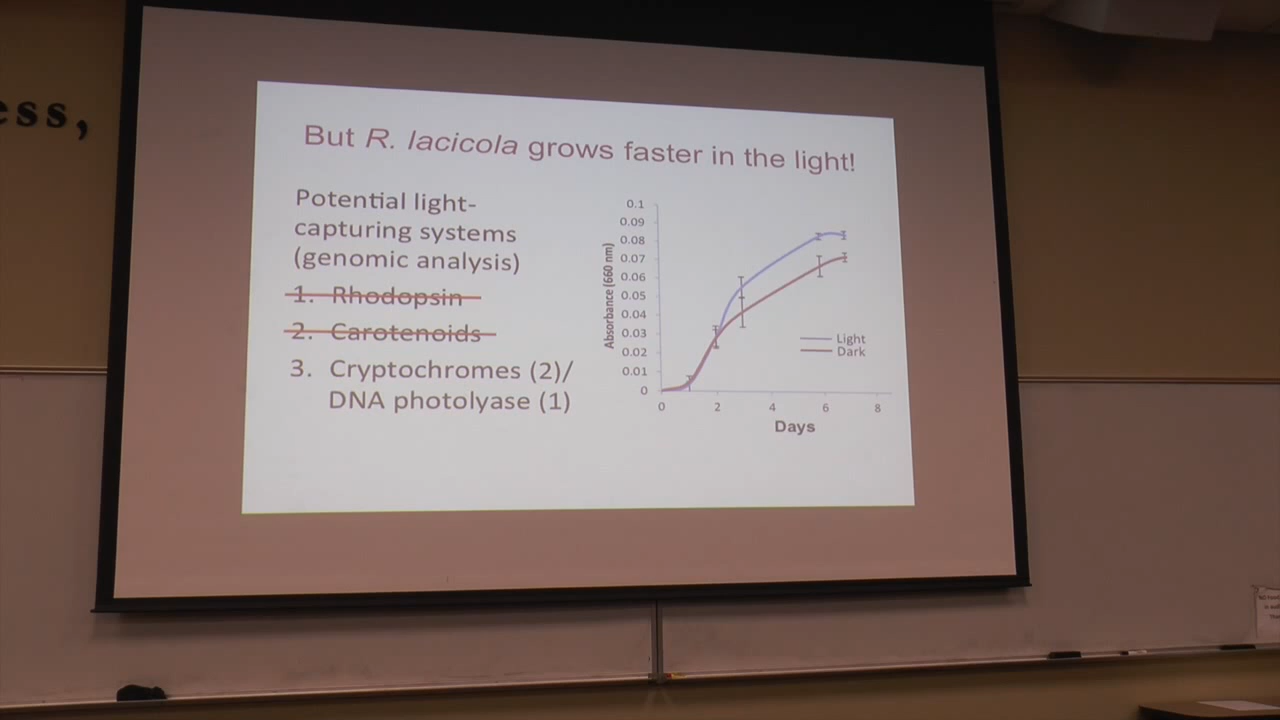 ess,
But R. lacicola grows faster in the light!
Potential light-
capturing systems
(genomic analysis)
1. Rhodopsin
2. Carotenoids
3. Cryptochromes (2)/
DNA photolyase (1)
Absorbance (660 nm)
0.1
0.09
0.08
0.07
0.06
0.05
0.04
0.03
0.02
0.01
0
0 2 4 6 8
Days
Light
Dark